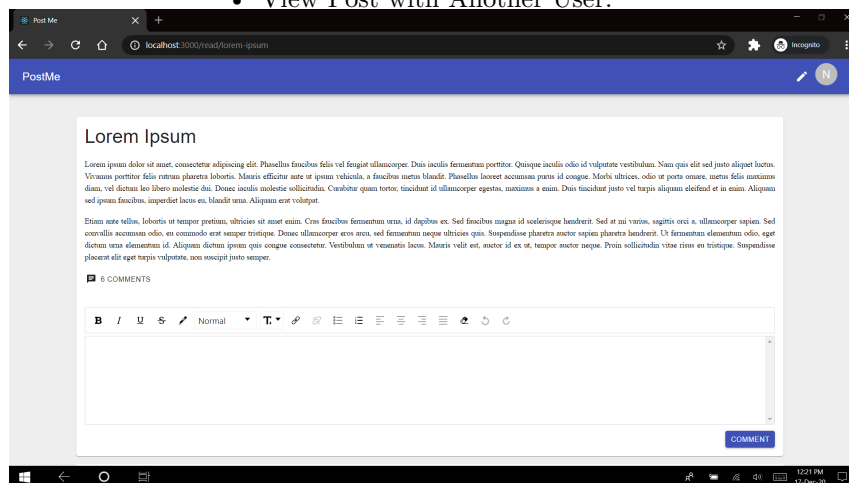 • View Post with Another User.
Post Me
localhost:3000/read/lorem-ipsum
Incognito
PostMe
N
Lorem Ipsum
Lorem ipsum dolor sit amet, consectetur adipiscing elit. Phasellus faucibus felis vel feugiat ullamcorper. Duis iaculis fermentum porttitor. Quisque iaculis odio id vulputate vestibulum. Nam quis elit sed justo aliquet luctus.
Vivamus porttitor felis rutrum pharetra lobortis. Mauris efficitur ante ut ipsum vehicula, a faucibus metus blandit. Phasellus laoreet accumsan purus id congue. Morbi ultrices, odio ut porta ornare, metus felis maximus
diam, vel dictum leo libero molestie dui. Donec iaculis molestie sollicitudin. Curabitur quam tortor, tincidunt id ullamcorper egestas, maximus a enim. Duis tincidunt justo vel turpis aliquam eleifend et in enim. Aliquam
sed ipsum faucibus, imperdiet lacus eu, blandit urna. Aliquam erat volutpat.
Etiam ante tellus, lobortis ut tempor pretium, ultricies sit amet enim. Cras faucibus fermentum urna, id dapibus ex. Sed faucibus magna id scelerisque hendrerit. Sed at mi varius, sagittis orci a, ullamcorper sapien. Sed
convallis accumsan odio, eu commodo erat semper tristique. Donec ullamcorper eros arcu, sed fermentum neque ultricies quis. Suspendisse pharetra auctor sapien pharetra hendrerit. Ut fermentum elementum odio, eget
dictum urna elementum id. Aliquam dictum ipsum quis congue consectetur. Vestibulum ut venenatis lacus. Mauris velit est, auctor id ex ut, tempor auctor neque. Proin sollicitudin vitae risus eu tristique. Suspendisse
placerat elit eget turpis vulputate, non suscipit justo semper.
6 COMMENTS
B I U S Normal T
COMMENT
12:21 PM
17-Dec-20